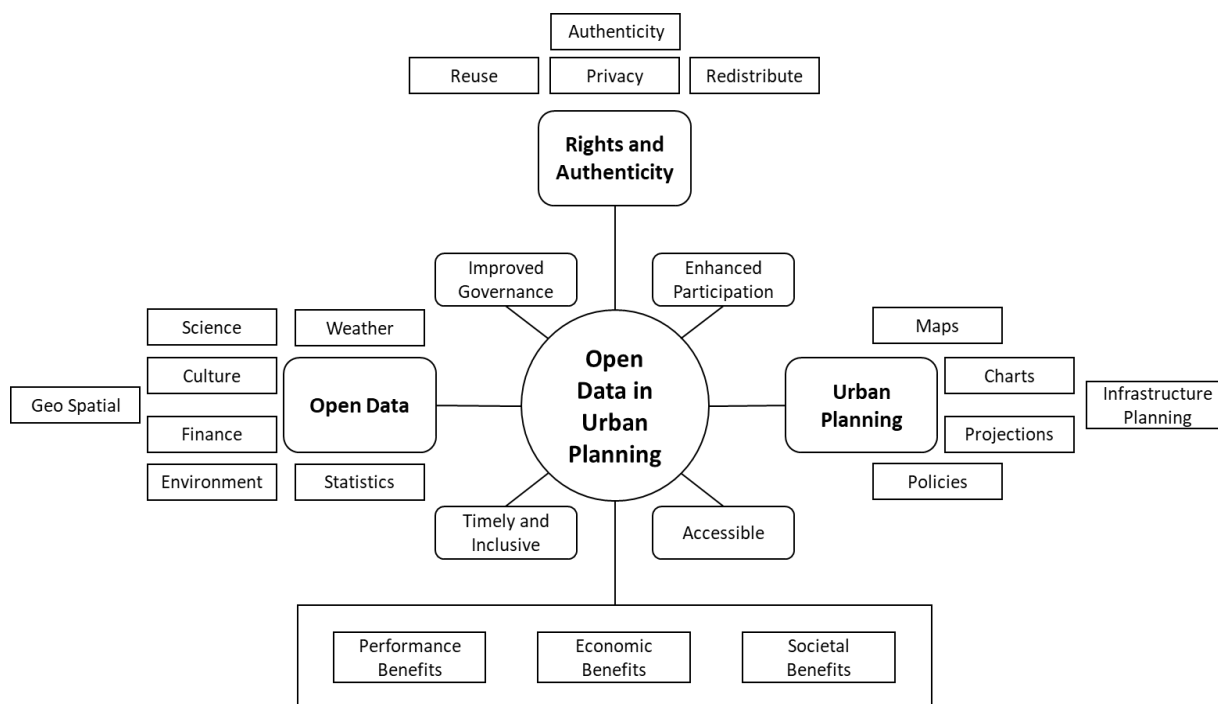 Authenticity
Reuse
Privacy
Redistribute
Rights and
Authenticity
Improved
Governance
Enhanced
Participation
Science
Weather
Culture
Geo Spatial
Open Data
Finance
Environment
Statistics
Open
Data in
Urban
Planning
Maps
Urban
Planning
Charts
Infrastructure
Planning
Projections
Policies
Timely and
Inclusive
Accessible
Performance
Benefits
Economic
Benefits
Societal
Benefits